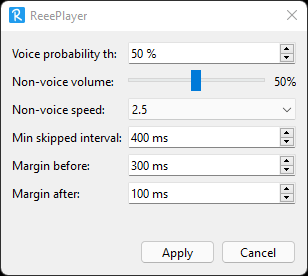 R ReeePlayer
Voice probability th: 50 %
Non-voice volume: 50%
Non-voice speed: 2.5
Min skipped interval: 400 ms
Margin before: 300 ms
Margin after: 100 ms
Apply Cancel